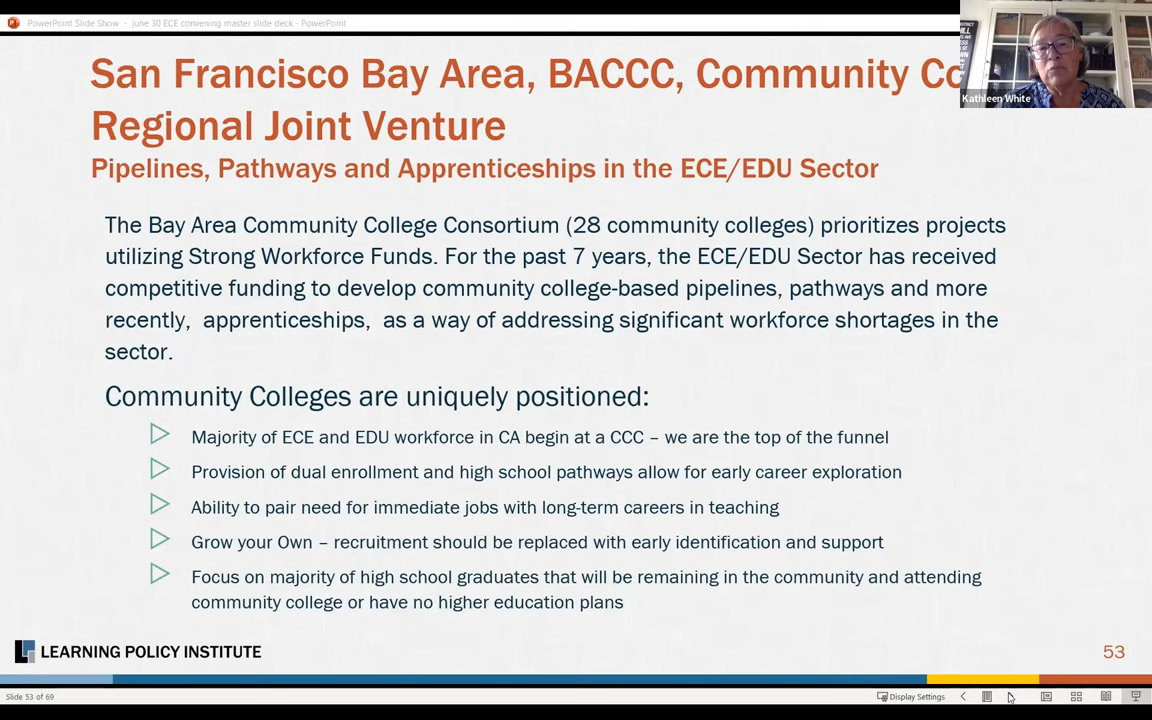 PowerPoint Slide Show - june 30 ECE convening master slide deck - PowerPoint
San Francisco Bay Area, BACCC, Community
Kathleen White
Regional Joint Venture
Pipelines, Pathways and Apprenticeships in the ECE/EDU Sector
The Bay Area Community College Consortium (28 community colleges) prioritizes projects
utilizing Strong Workforce Funds. For the past 7 years, the ECE/EDU Sector has received
competitive funding to develop community college-based pipelines, pathways and more
recently, apprenticeships, as a way of addressing significant workforce shortages in the
sector.
Community Colleges are uniquely positioned:
Majority of ECE and EDU workforce in CA begin at a CCC – we are the top of the funnel
Provision of dual enrollment and high school pathways allow for early career exploration
Ability to pair need for immediate jobs with long-term careers in teaching
Grow your Own – recruitment should be replaced with early identification and support
Focus on majority of high school graduates that will be remaining in the community and attending
community college or have no higher education plans
LEARNING POLICY INSTITUTE
53
Slide 53 of 69
Display Settings